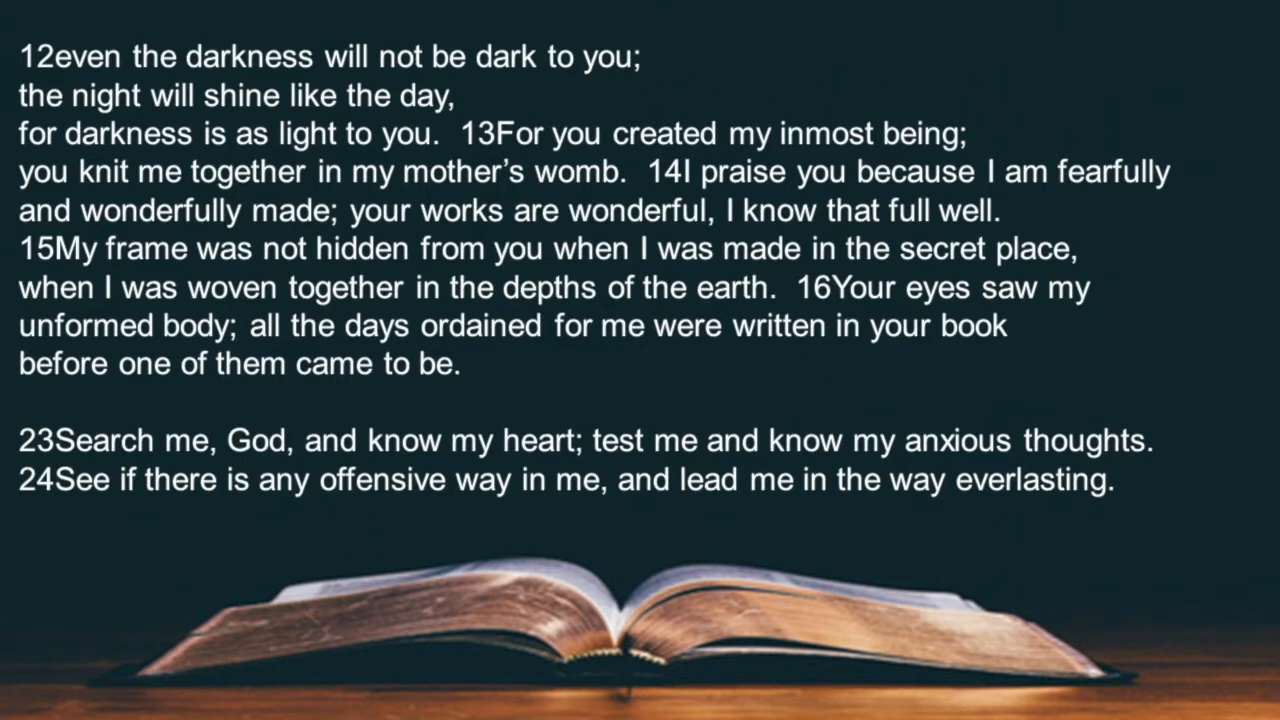 12even the darkness will not be dark to you;
the night will shine like the day,
for darkness is as light to you.  13For you created my inmost being;
you knit me together in my mother’s womb.  14I praise you because I am fearfully
and wonderfully made; your works are wonderful, I know that full well.
15My frame was not hidden from you when I was made in the secret place,
when I was woven together in the depths of the earth.  16Your eyes saw my
unformed body; all the days ordained for me were written in your book
before one of them came to be.
23Search me, God, and know my heart; test me and know my anxious thoughts.
24See if there is any offensive way in me, and lead me in the way everlasting.